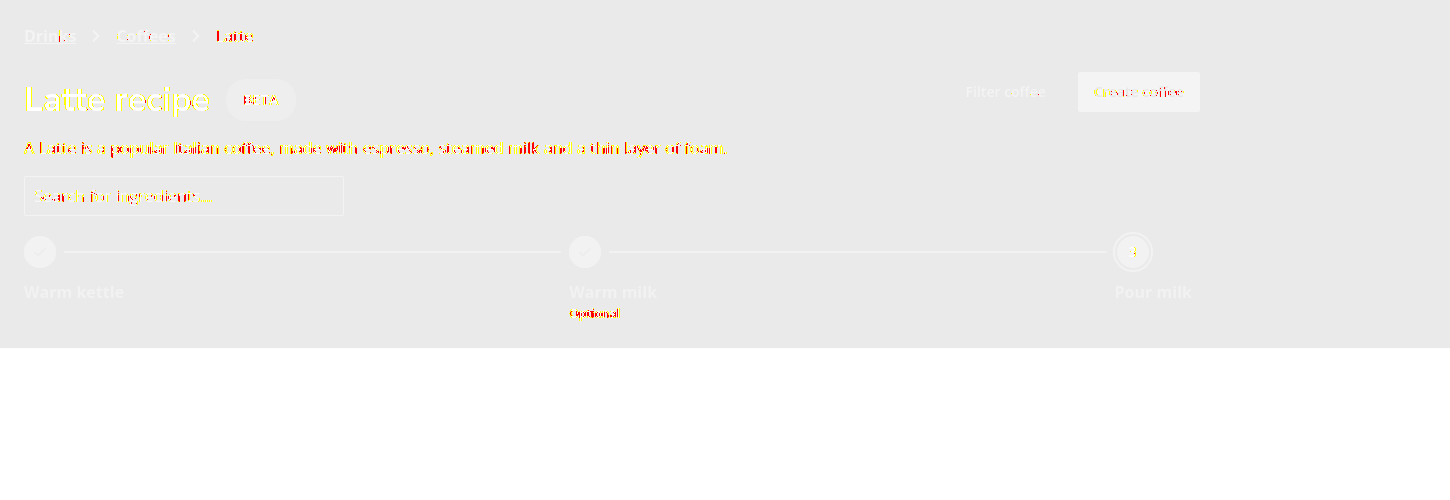 Drinks > Coffees > Latte
Latte recipe BETA
Filter coffee Create coffee
A Latte is a popular Italian coffee, made with espresso, steamed milk and a thin layer of foam.
Search for ingredients
Warm kettle Warm milk Pour milk
Optional